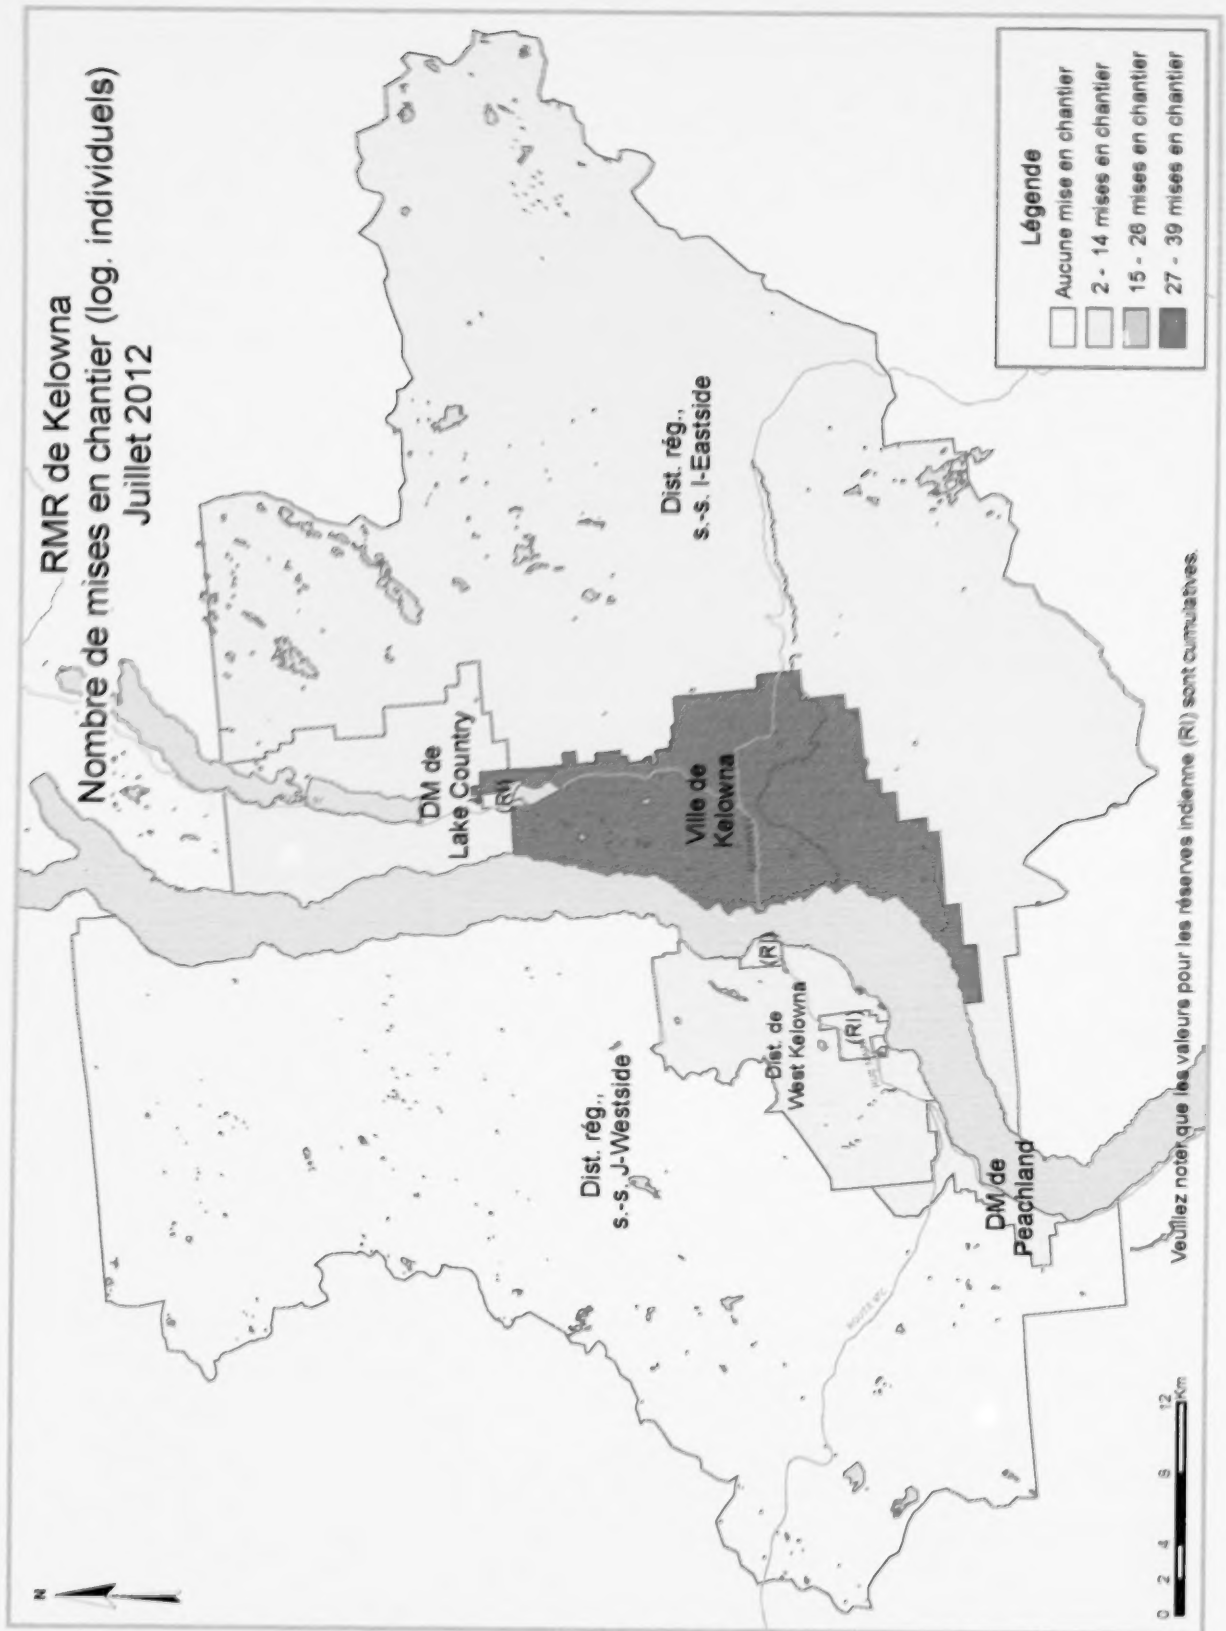 RMR de Kelowna
Nombre de mises en chantier (log. individuels)
Juillet 2012
N
DM de
Lake Country
(RI)
Dist. rég.,
s.-s. J-Westside
Dist. rég.,
s.-s. I-Eastside
Ville de
Kelowna
(RI)
Dist. de
West Kelowna
(RI)
DM de
Peachland
Légende
Aucune mise en chantier
2 - 14 mises en chantier
15 - 26 mises en chantier
27 - 39 mises en chantier
0 2 4 8 12
Km
Veuillez noter que les valeurs pour les réserves indienne (RI) sont cumulatives.